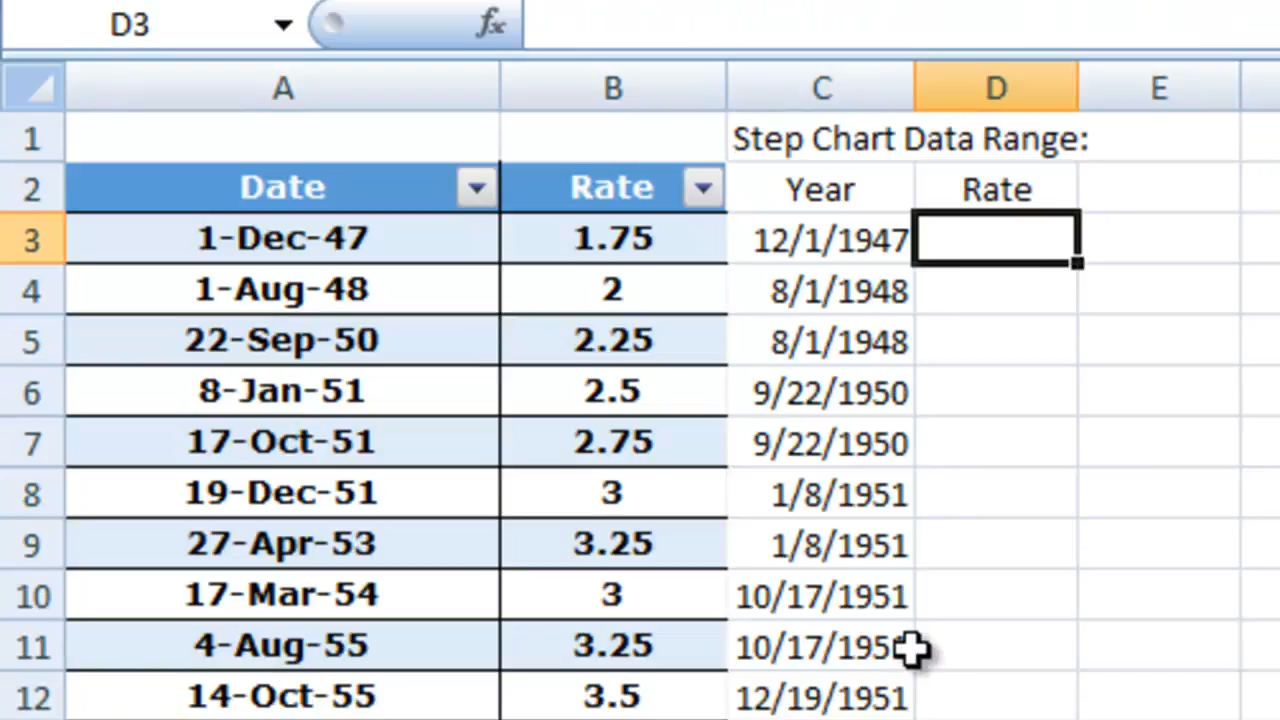 D3 fx
A B C D E
1 Step Chart Data Range:
2 Date Rate Year Rate
3 1-Dec-47 1.75 12/1/1947
4 1-Aug-48 2 8/1/1948
5 22-Sep-50 2.25 8/1/1948
6 8-Jan-51 2.5 9/22/1950
7 17-Oct-51 2.75 9/22/1950
8 19-Dec-51 3 1/8/1951
9 27-Apr-53 3.25 1/8/1951
10 17-Mar-54 3 10/17/1951
11 4-Aug-55 3.25 10/17/195
12 14-Oct-55 3.5 12/19/1951